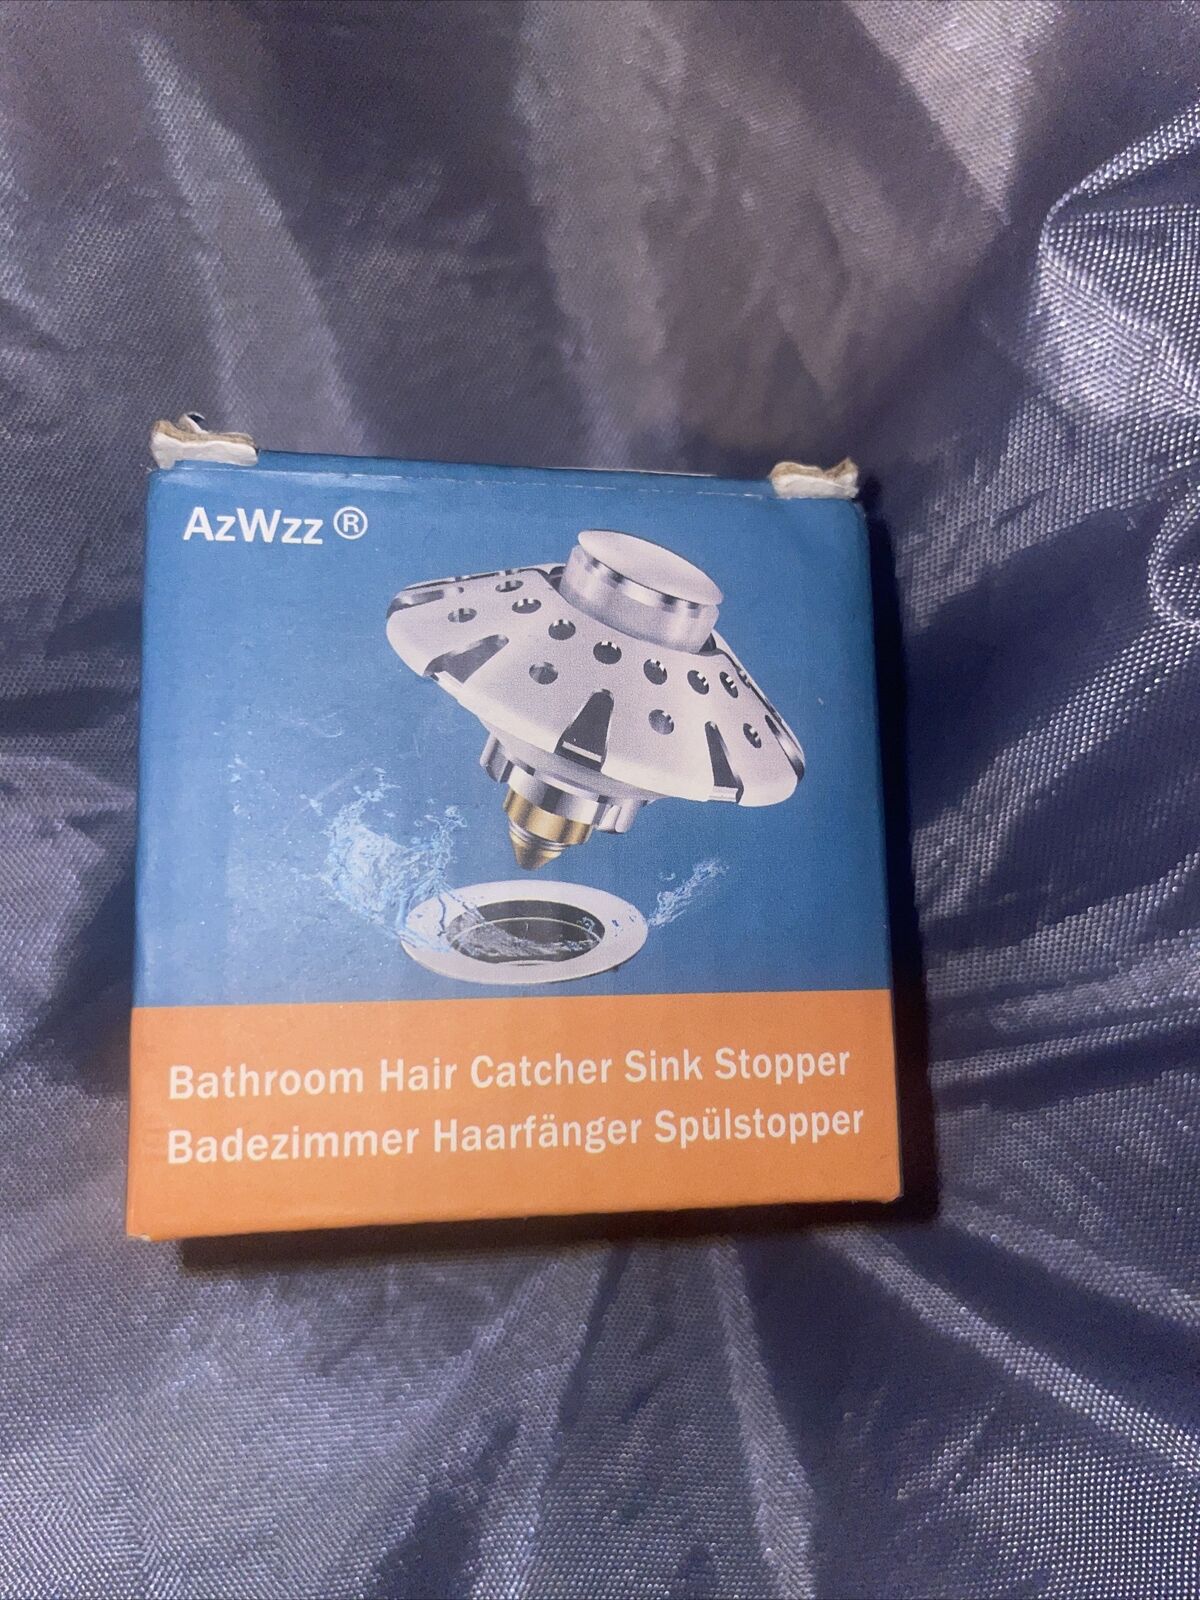 AzWzz ®
Bathroom Hair Catcher Sink Stopper
Badezimmer Haarfänger Spülstopper